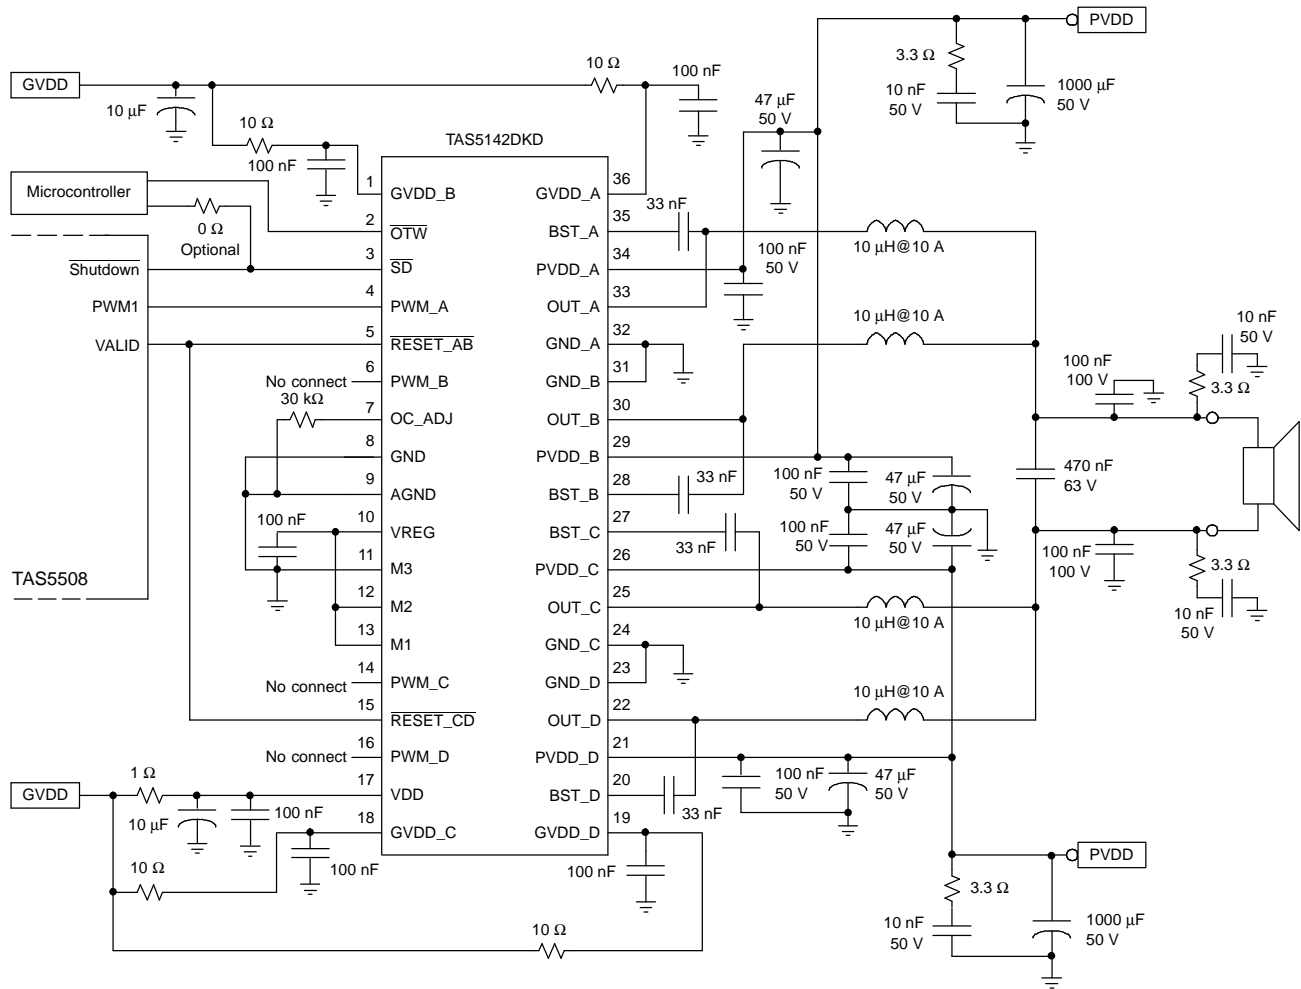 PVDD
3.3 Ω
10 nF
50 V
1000 µF
50 V
GVDD
10 µF
10 Ω
100 nF
47 µF
50 V
10 Ω
100 nF
TAS5142DKD
Microcontroller
0 Ω
Optional
Shutdown
PWM1
VALID
TAS5508
No connect
30 kΩ
100 nF
No connect
No connect
1
GVDD_B
2
OTW
3
SD
4
PWM_A
5
RESET_AB
6
PWM_B
7
OC_ADJ
8
GND
9
AGND
10
VREG
11
M3
12
M2
13
M1
14
PWM_C
15
RESET_CD
16
PWM_D
17
VDD
18
GVDD_C
36
GVDD_A
35
BST_A
34
PVDD_A
33
OUT_A
32
GND_A
31
GND_B
30
OUT_B
29
PVDD_B
28
BST_B
27
BST_C
26
PVDD_C
25
OUT_C
24
GND_C
23
GND_D
22
OUT_D
21
PVDD_D
20
BST_D
19
GVDD_D
33 nF
100 nF
50 V
10 µH@10 A
10 µH@10 A
33 nF
33 nF
100 nF
50 V
47 µF
50 V
100 nF
50 V
47 µF
50 V
10 µH@10 A
10 µH@10 A
100 nF
100 V
10 nF
50 V
3.3 Ω
470 nF
63 V
100 nF
100 V
3.3 Ω
10 nF
50 V
100 nF
50 V
47 µF
50 V
33 nF
GVDD
1 Ω
10 µF
100 nF
10 Ω
100 nF
100 nF
10 Ω
PVDD
3.3 Ω
10 nF
50 V
1000 µF
50 V